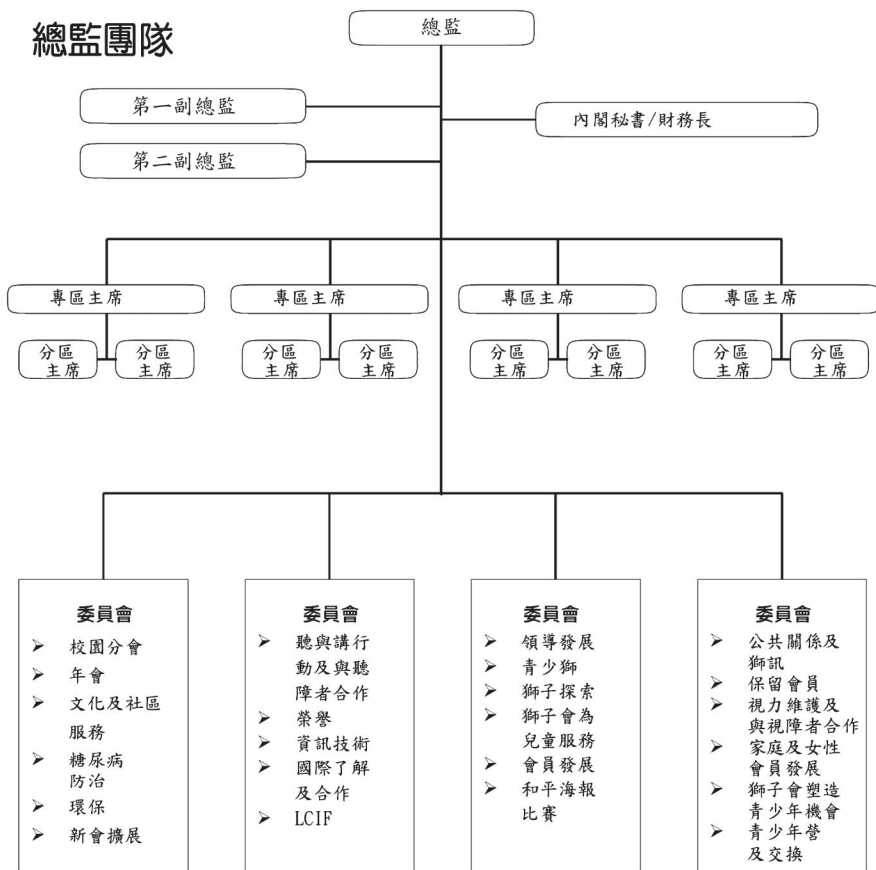 總監團隊
總監
第一副總監
內閣秘書/財務長
第二副總監
專區主席
專區主席
專區主席
專區主席
分區
主席
分區
主席
分區
主席
分區
主席
分區
主席
分區
主席
分區
主席
分區
主席
委員會
➤ 校園分會
➤ 年會
➤ 文化及社區
服務
➤ 糖尿病
防治
➤ 環保
➤ 新會擴展
委員會
➤ 聽與講行
動及與聽
障者合作
➤ 榮譽
➤ 資訊技術
➤ 國際了解
及合作
➤ LCIF
委員會
➤ 領導發展
➤ 青少獅
➤ 獅子探索
➤ 獅子會為
兒童服務
➤ 會員發展
➤ 和平海報
比賽
委員會
➤ 公共關係及
獅訊
➤ 保留會員
➤ 視力維護及
與視障者合作
➤ 家庭及女性
會員發展
➤ 獅子會塑造
青少年機會
➤ 青少年營
及交換